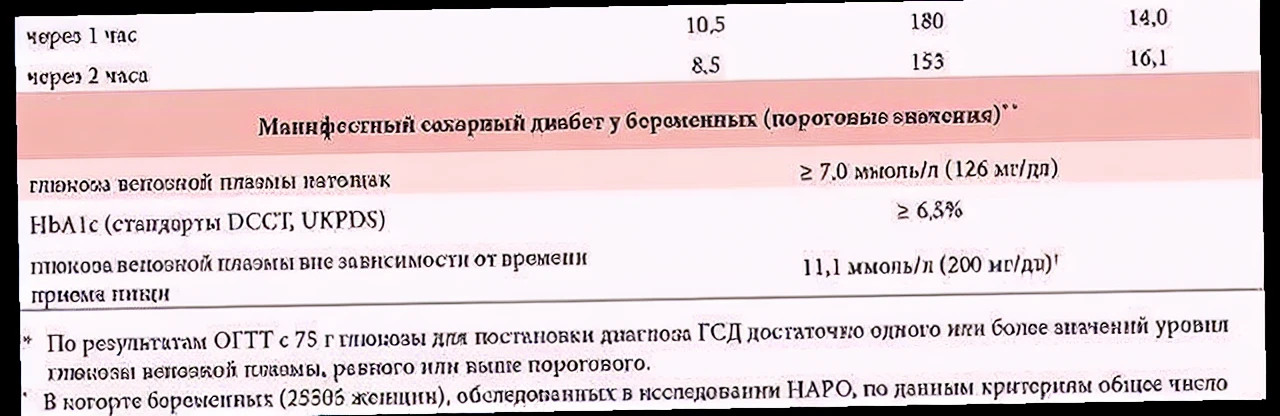 через 1 час 10,5 180 14,0
через 2 часа 8,5 153 16,1
Манифестный сахарный диабет у беременных (пороговые значения)**
глюкоза венозной плазмы натощак ≥ 7,0 ммоль/л (126 мг/дл)
HbA1c (стандарты DCCT, UKPDS) ≥ 6,5%
глюкоза венозной плазмы вне зависимости от времени
приема пищи 11,1 ммоль/л (200 мг/дл)†
* По результатам ОГТТ с 75 г глюкозы для постановки диагноза ГСД достаточно одного или более значений уровня
глюкозы венозной плазмы, равного или выше порогового.
В когорте беременных женщин), обследованных в исследовании HAPO, по данным критериям общее число